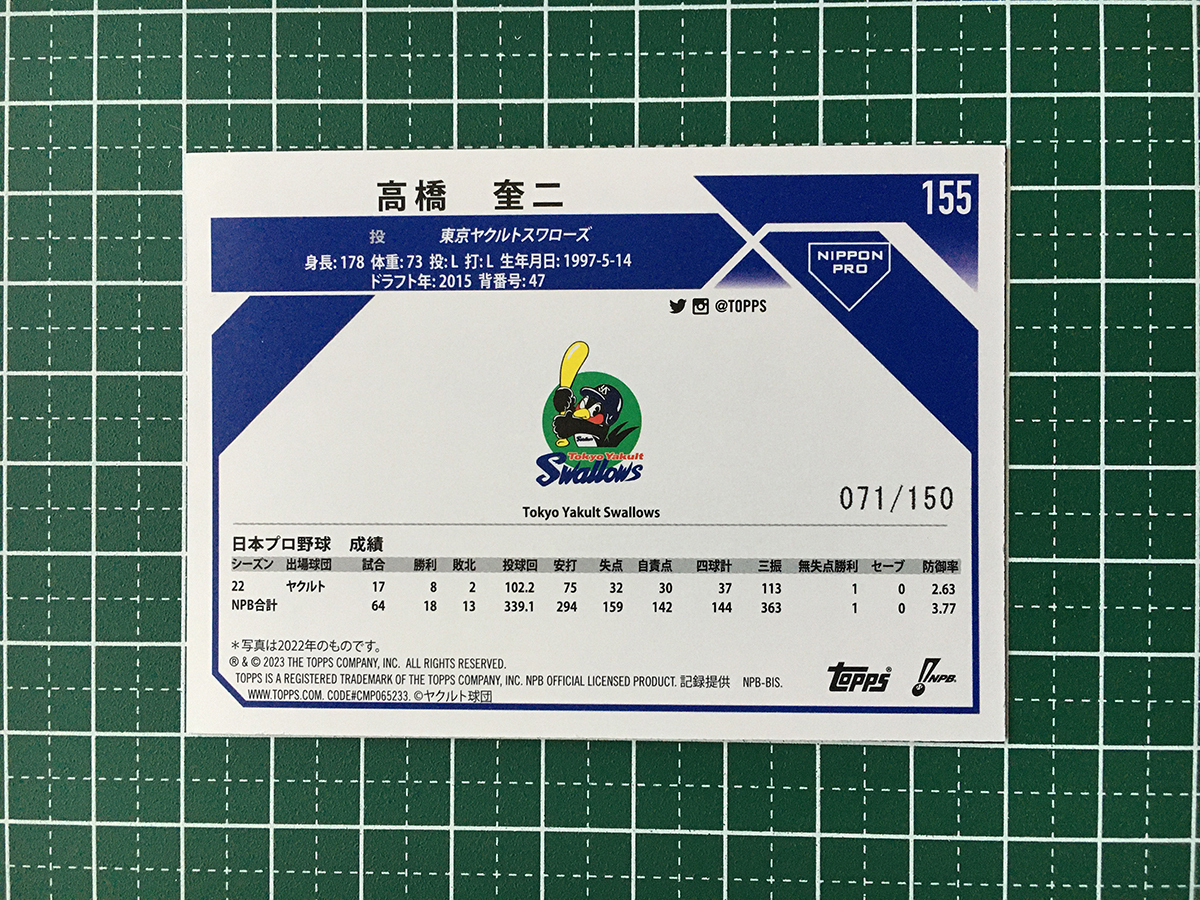 高橋 奎二
155
投 東京ヤクルトスワローズ
身長: 178 体重: 73 投: L 打: L 生年月日: 1997-5-14
ドラフト年: 2015 背番号: 47
NIPPON
PRO
@TOPPS
Tokyo Yakult
Swallows
071/150
Tokyo Yakult Swallows
日本プロ野球 成績
シーズン 出場球団 試合 勝利 敗北 投球回 安打 失点 自責点 四球計 三振 無失点勝利 セーブ 防御率
22 ヤクルト 17 8 2 102.2 75 32 30 37 113 1 0 2.63
NPB合計 64 18 13 339.1 294 159 142 144 363 1 0 3.77
＊写真は2022年のものです。
® & © 2023 THE TOPPS COMPANY, INC. ALL RIGHTS RESERVED.
TOPPS IS A REGISTERED TRADEMARK OF THE TOPPS COMPANY, INC. NPB OFFICIAL LICENSED PRODUCT. 記録提供 NPB-BIS.
WWW.TOPPS.COM. CODE#CMP065233. ©ヤクルト球団
TOPPS®
NPB.